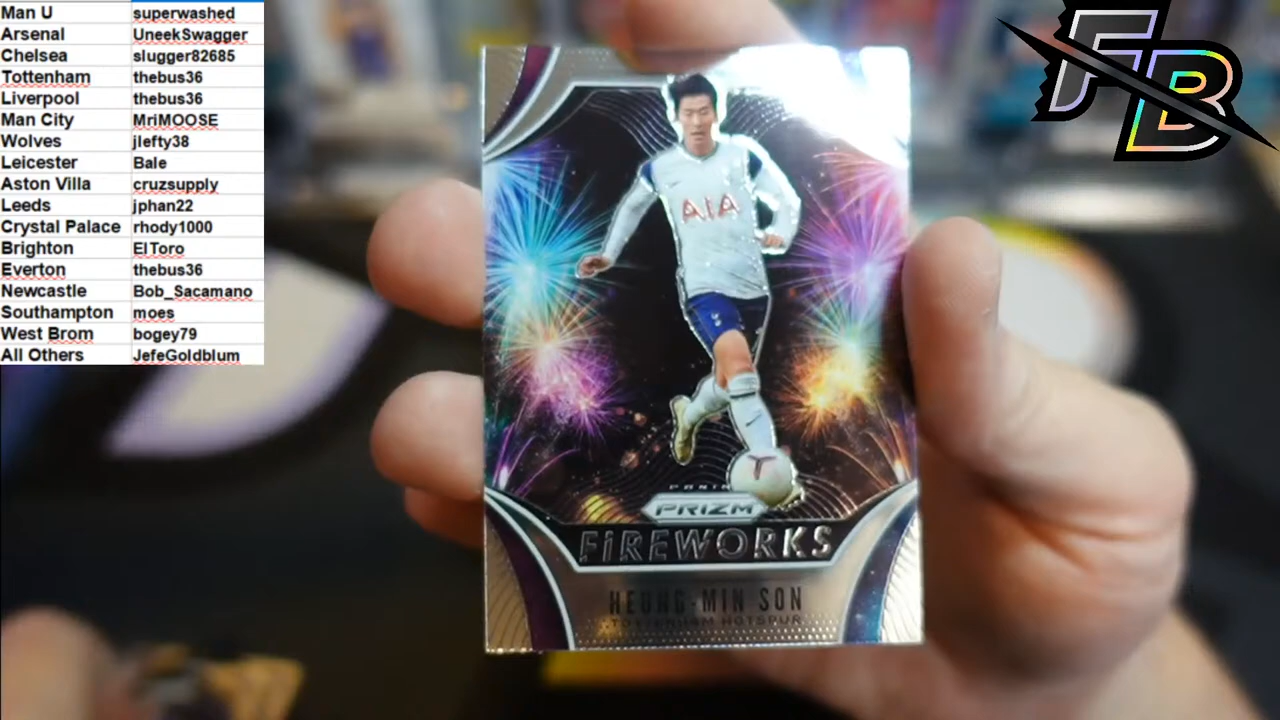 Man U superwashed
Arsenal UneekSwagger
Chelsea slugger82685
Tottenham thebus36
Liverpool thebus36
Man City MriMOOSE
Wolves jlefty38
Leicester Bale
Aston Villa cruzsupply
Leeds jphan22
Crystal Palace rhody1000
Brighton ElToro
Everton thebus36
Newcastle Bob_Sacamano
Southampton moes
West Brom bogey79
All Others JefeGoldblum
FB
AIA
PANINI
PRIZM
FIREWORKS
HEUNG-MIN SON
TOTTENHAM HOTSPUR